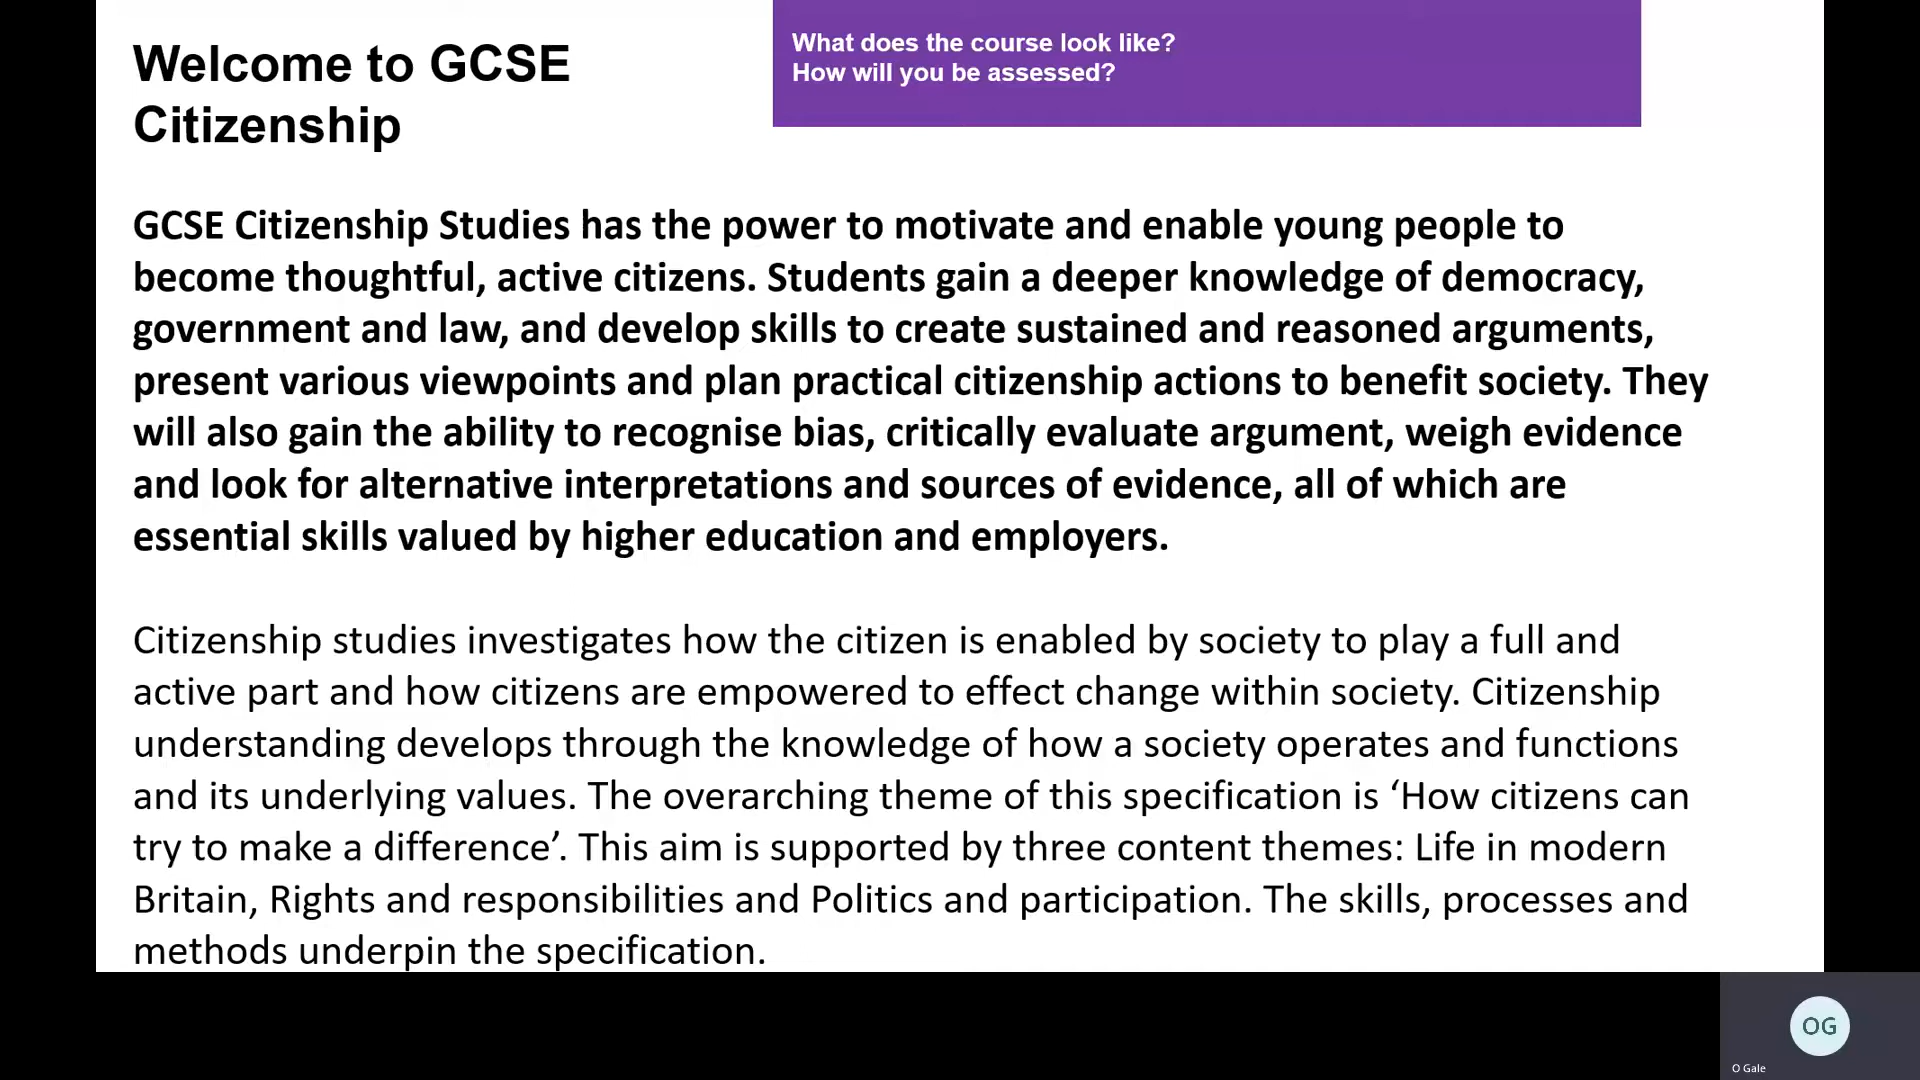 Welcome to GCSE
Citizenship
What does the course look like?
How will you be assessed?
GCSE Citizenship Studies has the power to motivate and enable young people to
become thoughtful, active citizens. Students gain a deeper knowledge of democracy,
government and law, and develop skills to create sustained and reasoned arguments,
present various viewpoints and plan practical citizenship actions to benefit society. They
will also gain the ability to recognise bias, critically evaluate argument, weigh evidence
and look for alternative interpretations and sources of evidence, all of which are
essential skills valued by higher education and employers.
Citizenship studies investigates how the citizen is enabled by society to play a full and
active part and how citizens are empowered to effect change within society. Citizenship
understanding develops through the knowledge of how a society operates and functions
and its underlying values. The overarching theme of this specification is ‘How citizens can
try to make a difference’. This aim is supported by three content themes: Life in modern
Britain, Rights and responsibilities and Politics and participation. The skills, processes and
methods underpin the specification.
OG
O Gale